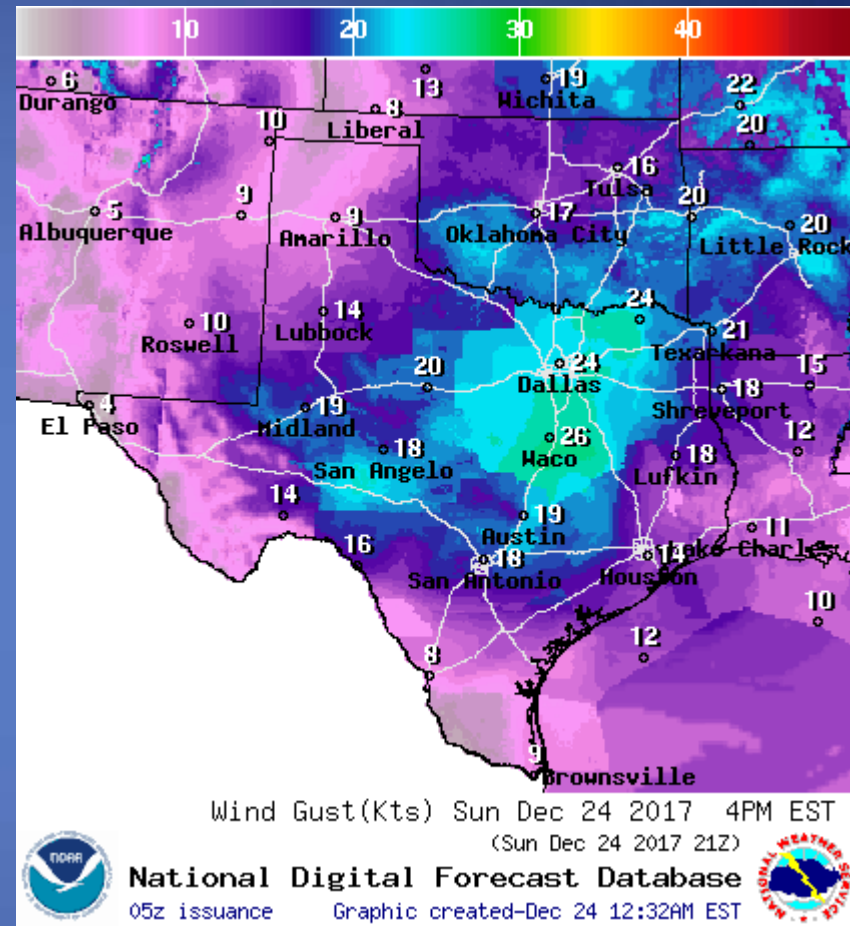 10 20 30 40
6 Durango
13
19 Wichita
22
8 Liberal
10
20
16 Tulsa
5 Albuquerque
9
9 Amarillo
17 Oklahoma City
20
20 Little Rock
10 Roswell
14 Lubbock
24
21 Texarkana
24 Dallas
20
15
18 Shreveport
4 El Paso
19 Midland
26 Waco
12
18 San Angelo
18 Lufkin
14
19 Austin
11
16
18 San Antonio
14 Houston
Lake Charles
10
12
8
9 Brownsville
Wind Gust(Kts) Sun Dec 24 2017 4PM EST
(Sun Dec 24 2017 21Z)
National Digital Forecast Database
05z issuance Graphic created-Dec 24 12:32AM EST
NOAA
NATIONAL WEATHER SERVICE